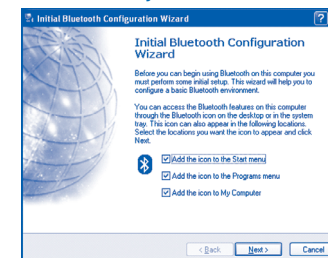 Initial Bluetooth Configuration Wizard
Initial Bluetooth Configuration
Wizard
Before you can begin using Bluetooth on this computer you
must perform some initial setup. This wizard will help you to
configure a basic Bluetooth environment.
You can access the Bluetooth features on this computer
through the Bluetooth icon on the desktop or in the system
tray. This icon can also appear in the following locations.
Select the locations you want the icon to appear and click
Next.
Add the icon to the Start menu
Add the icon to the Programs menu
Add the icon to My Computer
< Back
Next >
Cancel